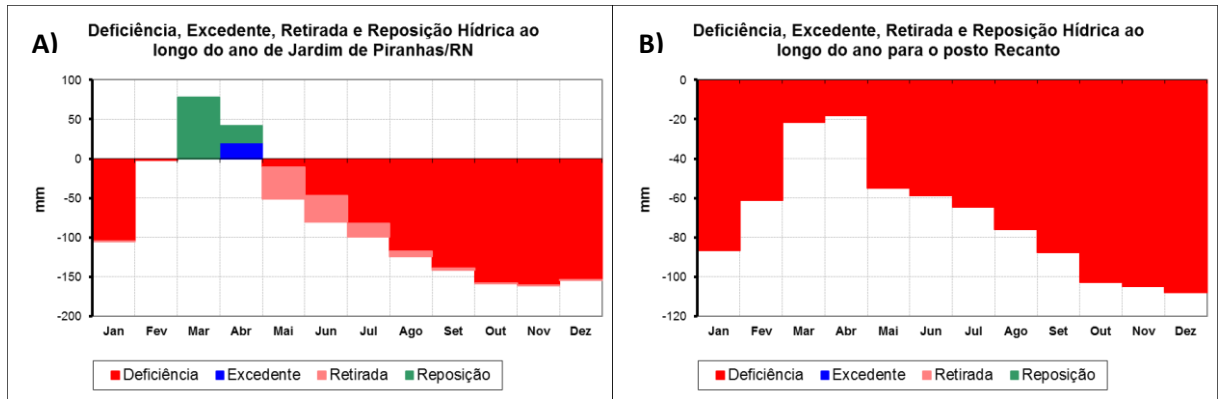 A)
Deficiência, Excedente, Retirada e Reposição Hídrica ao
longo do ano de Jardim de Piranhas/RN
100
50
0
-50
-100
-150
-200
mm
Jan Fev Mar Abr Mai Jun Jul Ago Set Out Nov Dez
Deficiência Excedente Retirada Reposição
B)
Deficiência, Excedente, Retirada e Reposição Hídrica ao
longo do ano para o posto Recanto
0
-20
-40
-60
-80
-100
-120
mm
Jan Fev Mar Abr Mai Jun Jul Ago Set Out Nov Dez
Deficiência Excedente Retirada Reposição